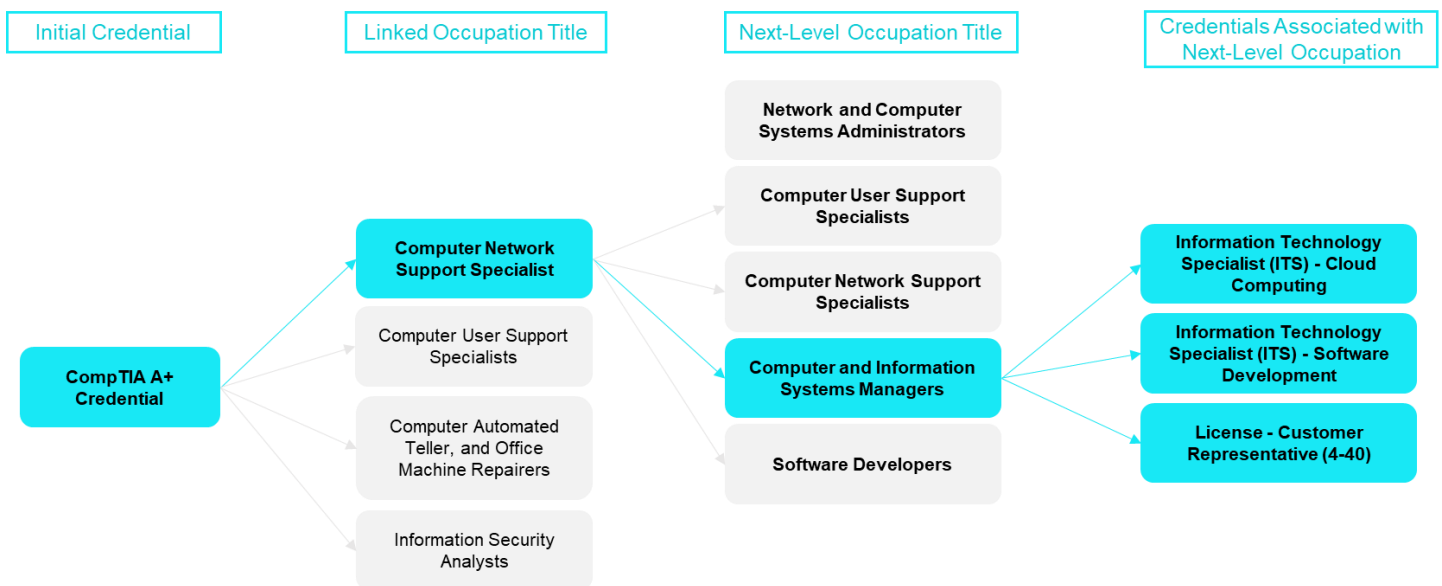 Initial Credential
Linked Occupation Title
Next-Level Occupation Title
Credentials Associated with
Next-Level Occupation
CompTIA A+
Credential
Computer Network
Support Specialist
Computer User Support
Specialists
Computer Automated
Teller, and Office
Machine Repairers
Information Security
Analysts
Network and Computer
Systems Administrators
Computer User Support
Specialists
Computer Network Support
Specialists
Computer and Information
Systems Managers
Software Developers
Information Technology
Specialist (ITS) - Cloud
Computing
Information Technology
Specialist (ITS) - Software
Development
License - Customer
Representative (4-40)